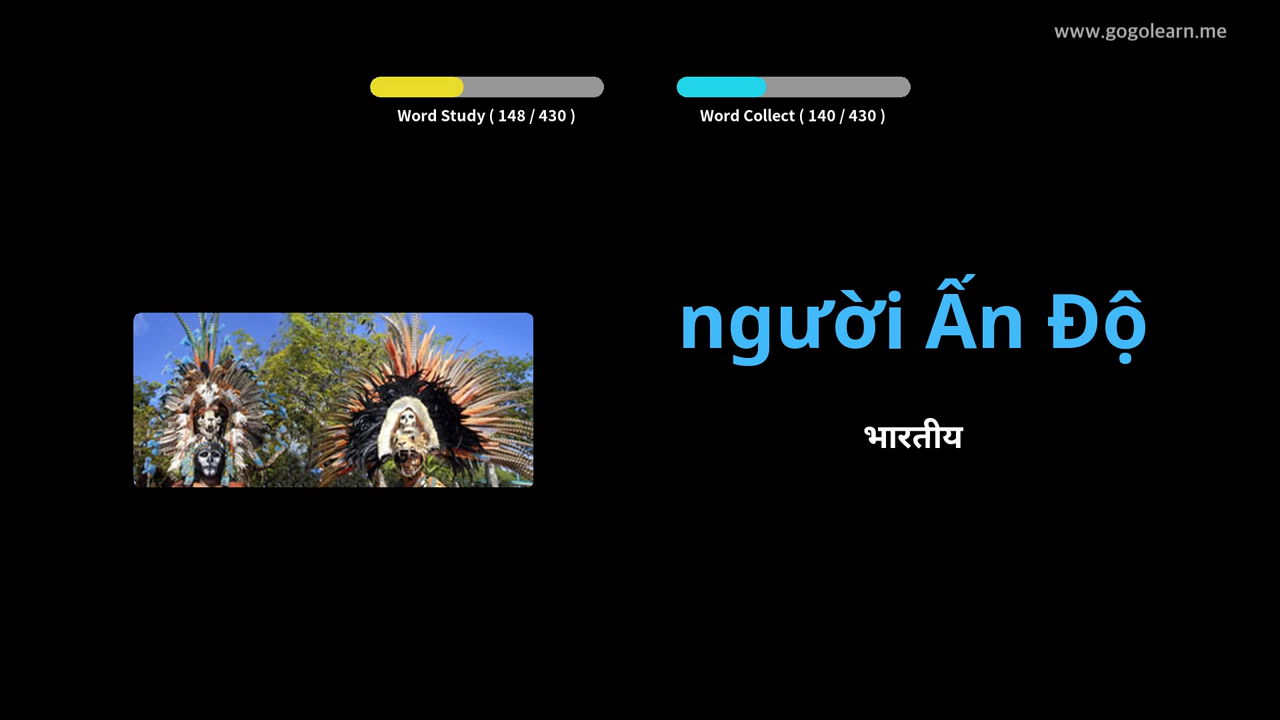 www.gogolearn.me
Word Study ( 148 / 430 )
Word Collect ( 140 / 430 )
người Ấn Độ
भारतीय